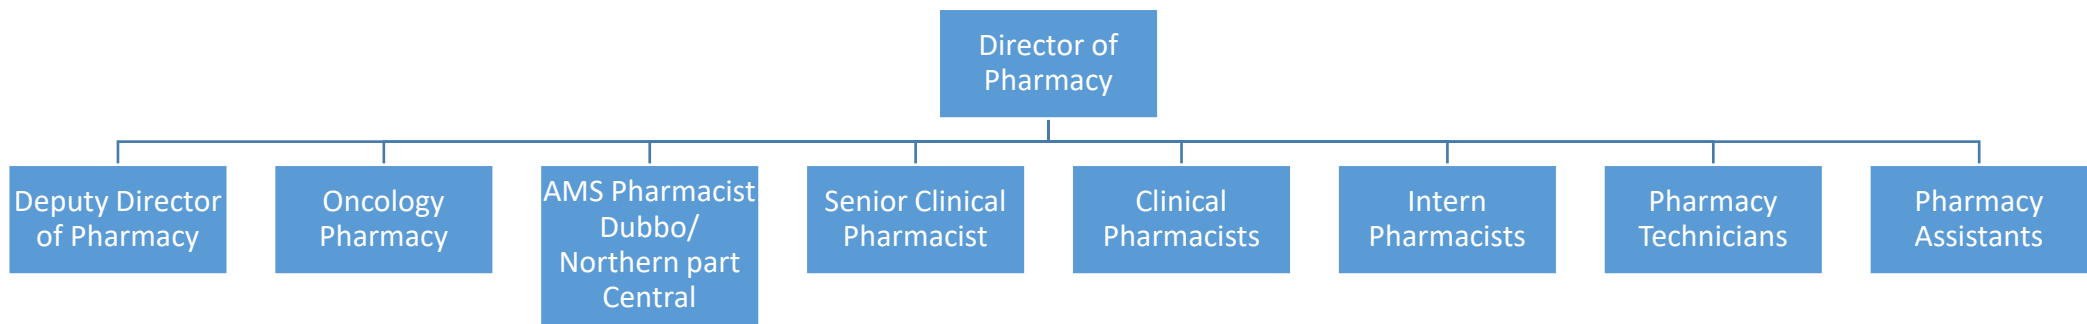 Director of
Pharmacy
Deputy Director
of Pharmacy
Oncology
Pharmacy
AMS Pharmacist
Dubbo/
Northern part
Central
Senior Clinical
Pharmacist
Clinical
Pharmacists
Intern
Pharmacists
Pharmacy
Technicians
Pharmacy
Assistants